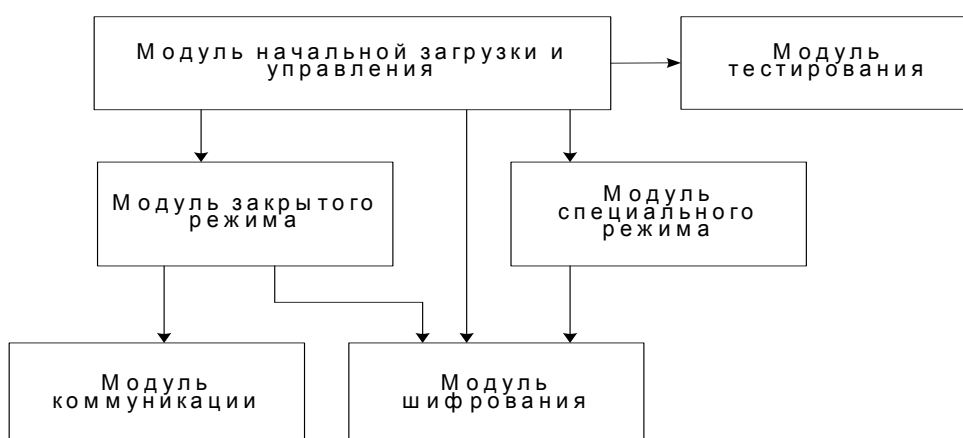 Модуль начальной загрузки и
управления
Модуль
тестирования
Модуль закрытого
режима
Модуль
специального
режима
Модуль
коммуникации
Модуль
шифрования